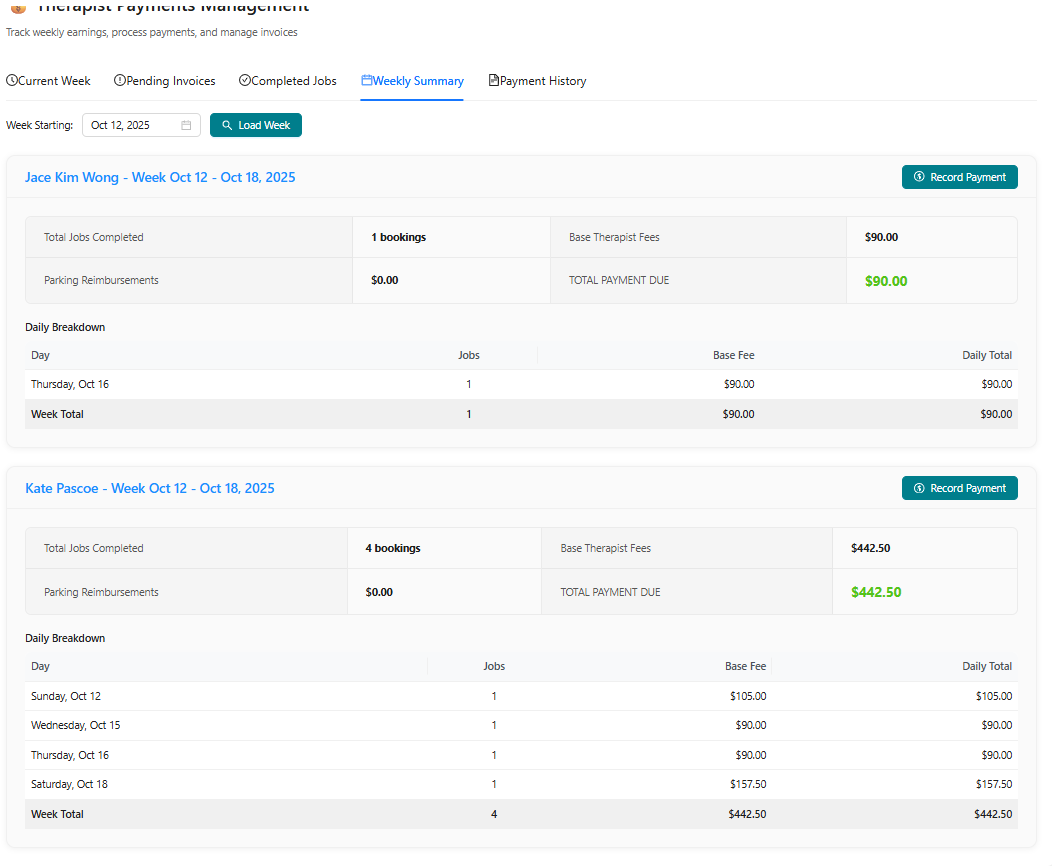 Therapist Payments Management
Track weekly earnings, process payments, and manage invoices
Current Week Pending Invoices Completed Jobs Weekly Summary Payment History
Week Starting: Oct 12, 2025 Load Week
Jace Kim Wong - Week Oct 12 - Oct 18, 2025 Record Payment
Total Jobs Completed 1 bookings Base Therapist Fees $90.00
Parking Reimbursements $0.00 TOTAL PAYMENT DUE $90.00
Daily Breakdown
Day Jobs Base Fee Daily Total
Thursday, Oct 16 1 $90.00 $90.00
Week Total 1 $90.00 $90.00
Kate Pascoe - Week Oct 12 - Oct 18, 2025 Record Payment
Total Jobs Completed 4 bookings Base Therapist Fees $442.50
Parking Reimbursements $0.00 TOTAL PAYMENT DUE $442.50
Daily Breakdown
Day Jobs Base Fee Daily Total
Sunday, Oct 12 1 $105.00 $105.00
Wednesday, Oct 15 1 $90.00 $90.00
Thursday, Oct 16 1 $90.00 $90.00
Saturday, Oct 18 1 $157.50 $157.50
Week Total 4 $442.50 $442.50